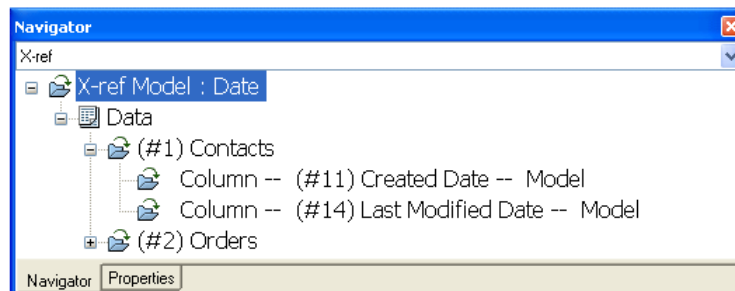 Navigator
X-ref
X-ref Model : Date
Data
(#1) Contacts
Column -- (#11) Created Date -- Model
Column -- (#14) Last Modified Date -- Model
(#2) Orders
Navigator Properties